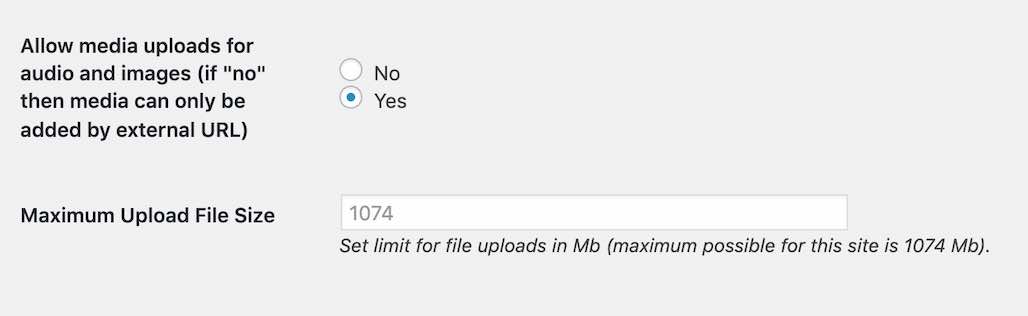 Allow media uploads for
audio and images (if "no"
then media can only be
added by external URL)
No
Yes
Maximum Upload File Size
1074
Set limit for file uploads in Mb (maximum possible for this site is 1074 Mb).